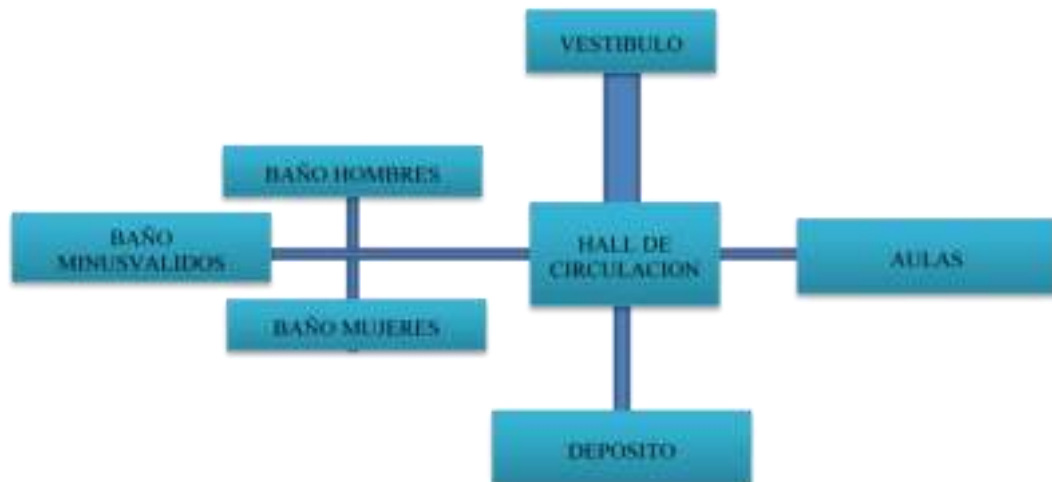 VESTIBULO
BAÑO HOMBRES
BAÑO
MINUSVALIDOS
HALL DE
CIRCULACION
AULAS
BAÑO MUJERES
DEPOSITO